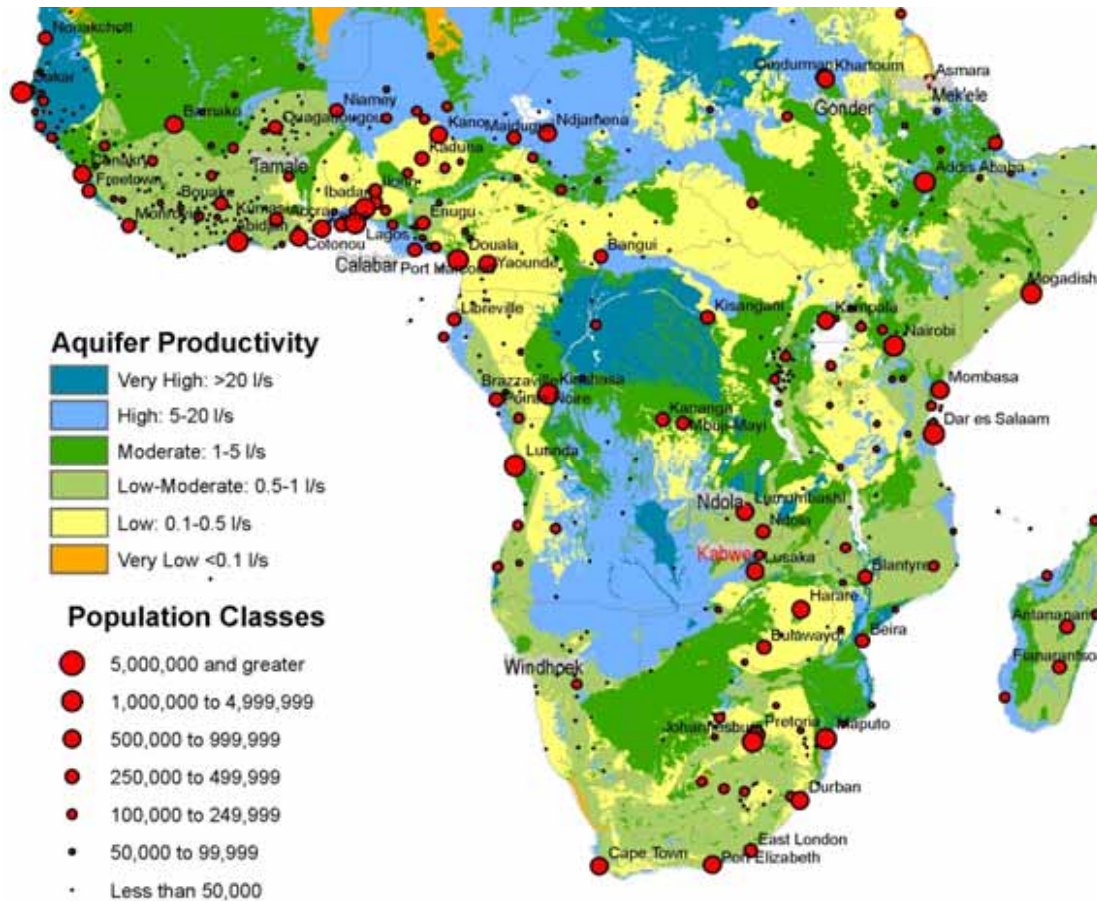 Nouakchott
Dakar
Bamako
Niamey
Ouagadougou
Kano
Maiduguri
Ndjamena
Omdurman
Khartoum
Asmara
Mek'ele
Gonder
Conakry
Freetown
Tamale
Kaduna
Addis Ababa
Bouake
Ibadan
Ilorin
Monrovia
Kumasi
Accra
Enugu
Abidjan
Cotonou
Lagos
Douala
Bangui
Calabar
Port Harcourt
Yaounde
Mogadish
Libreville
Kisangani
Kampala
Nairobi
Aquifer Productivity
Very High: >20 l/s
High: 5-20 l/s
Moderate: 1-5 l/s
Low-Moderate: 0.5-1 l/s
Low: 0.1-0.5 l/s
Very Low <0.1 l/s
Brazzaville
Kinshasa
Pointe Noire
Mombasa
Kananga
Mbuji-Mayi
Dar es Salaam
Luanda
Ndola
Lumumbashi
Ndola
Kabwe
Lusaka
Blantyre
Harare
Antananari
Bulawayo
Beira
Fianarantso
Windhoek
Population Classes
5,000,000 and greater
1,000,000 to 4,999,999
500,000 to 999,999
250,000 to 499,999
100,000 to 249,999
50,000 to 99,999
Less than 50,000
Johannesburg
Pretoria
Maputo
Durban
East London
Cape Town
Port Elizabeth